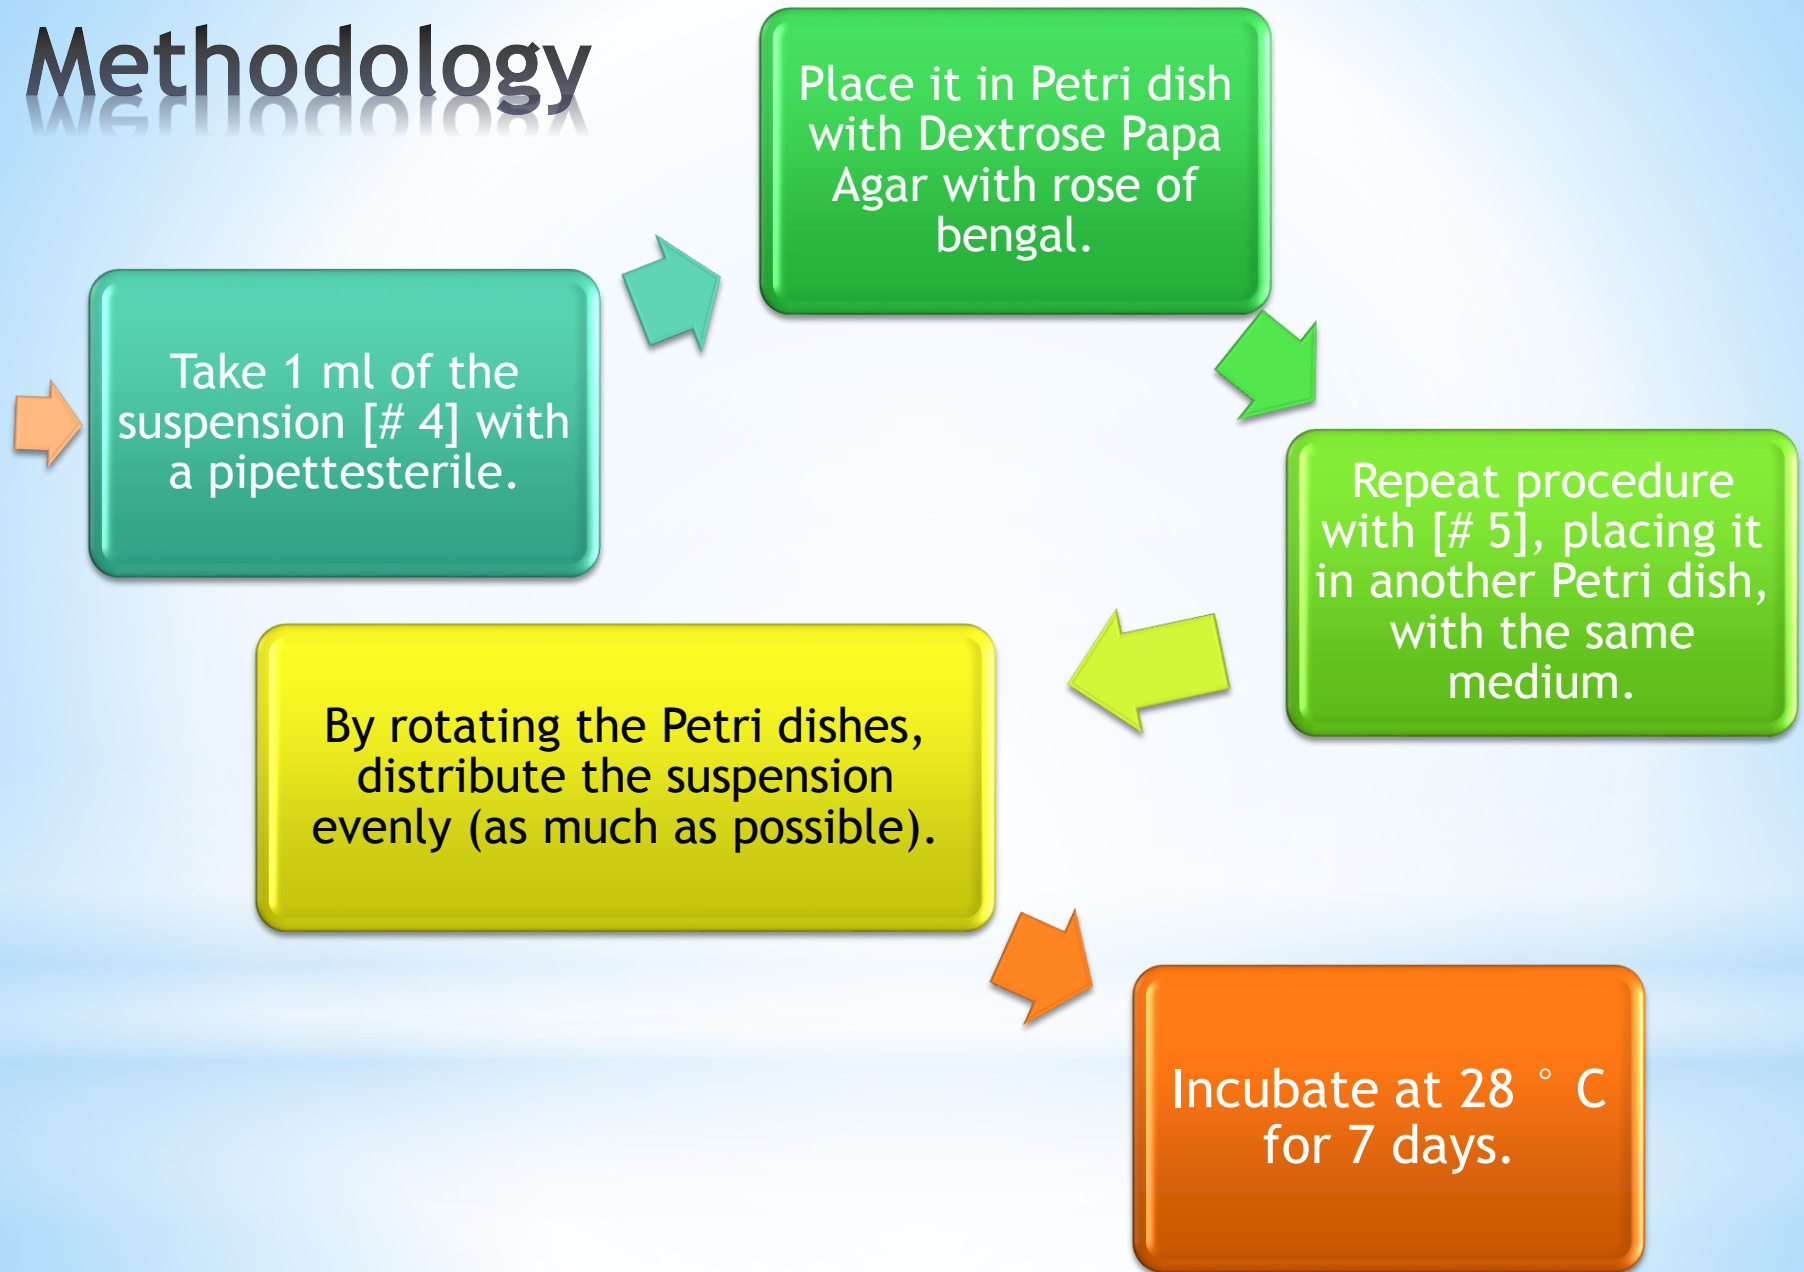 Methodology
Take 1 ml of the
suspension [# 4] with
a pipettesterile.
Place it in Petri dish
with Dextrose Papa
Agar with rose of
bengal.
Repeat procedure
with [# 5], placing it
in another Petri dish,
with the same
medium.
By rotating the Petri dishes,
distribute the suspension
evenly (as much as possible).
Incubate at 28 ° C
for 7 days.